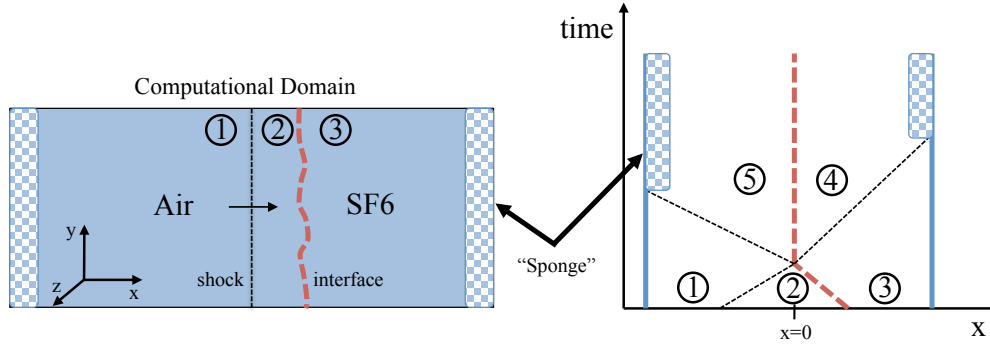 Computational Domain
① ② ③
Air
SF6
y
x
z
shock
interface
"Sponge"
time
⑤ ④
① ② ③
x=0
x